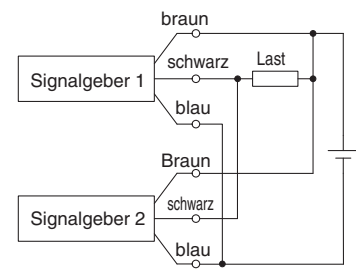 braun
schwarz
Last
Signalgeber 1
blau
Braun
schwarz
Signalgeber 2
blau